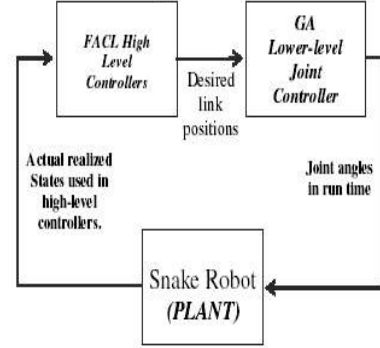 FACL High
Level
Controllers
Desired
link
positions
GA
Lower-level
Joint
Controller
Actual realized
States used in
high-level
controllers.
Joint angles
in run time
Snake Robot
(PLANT)